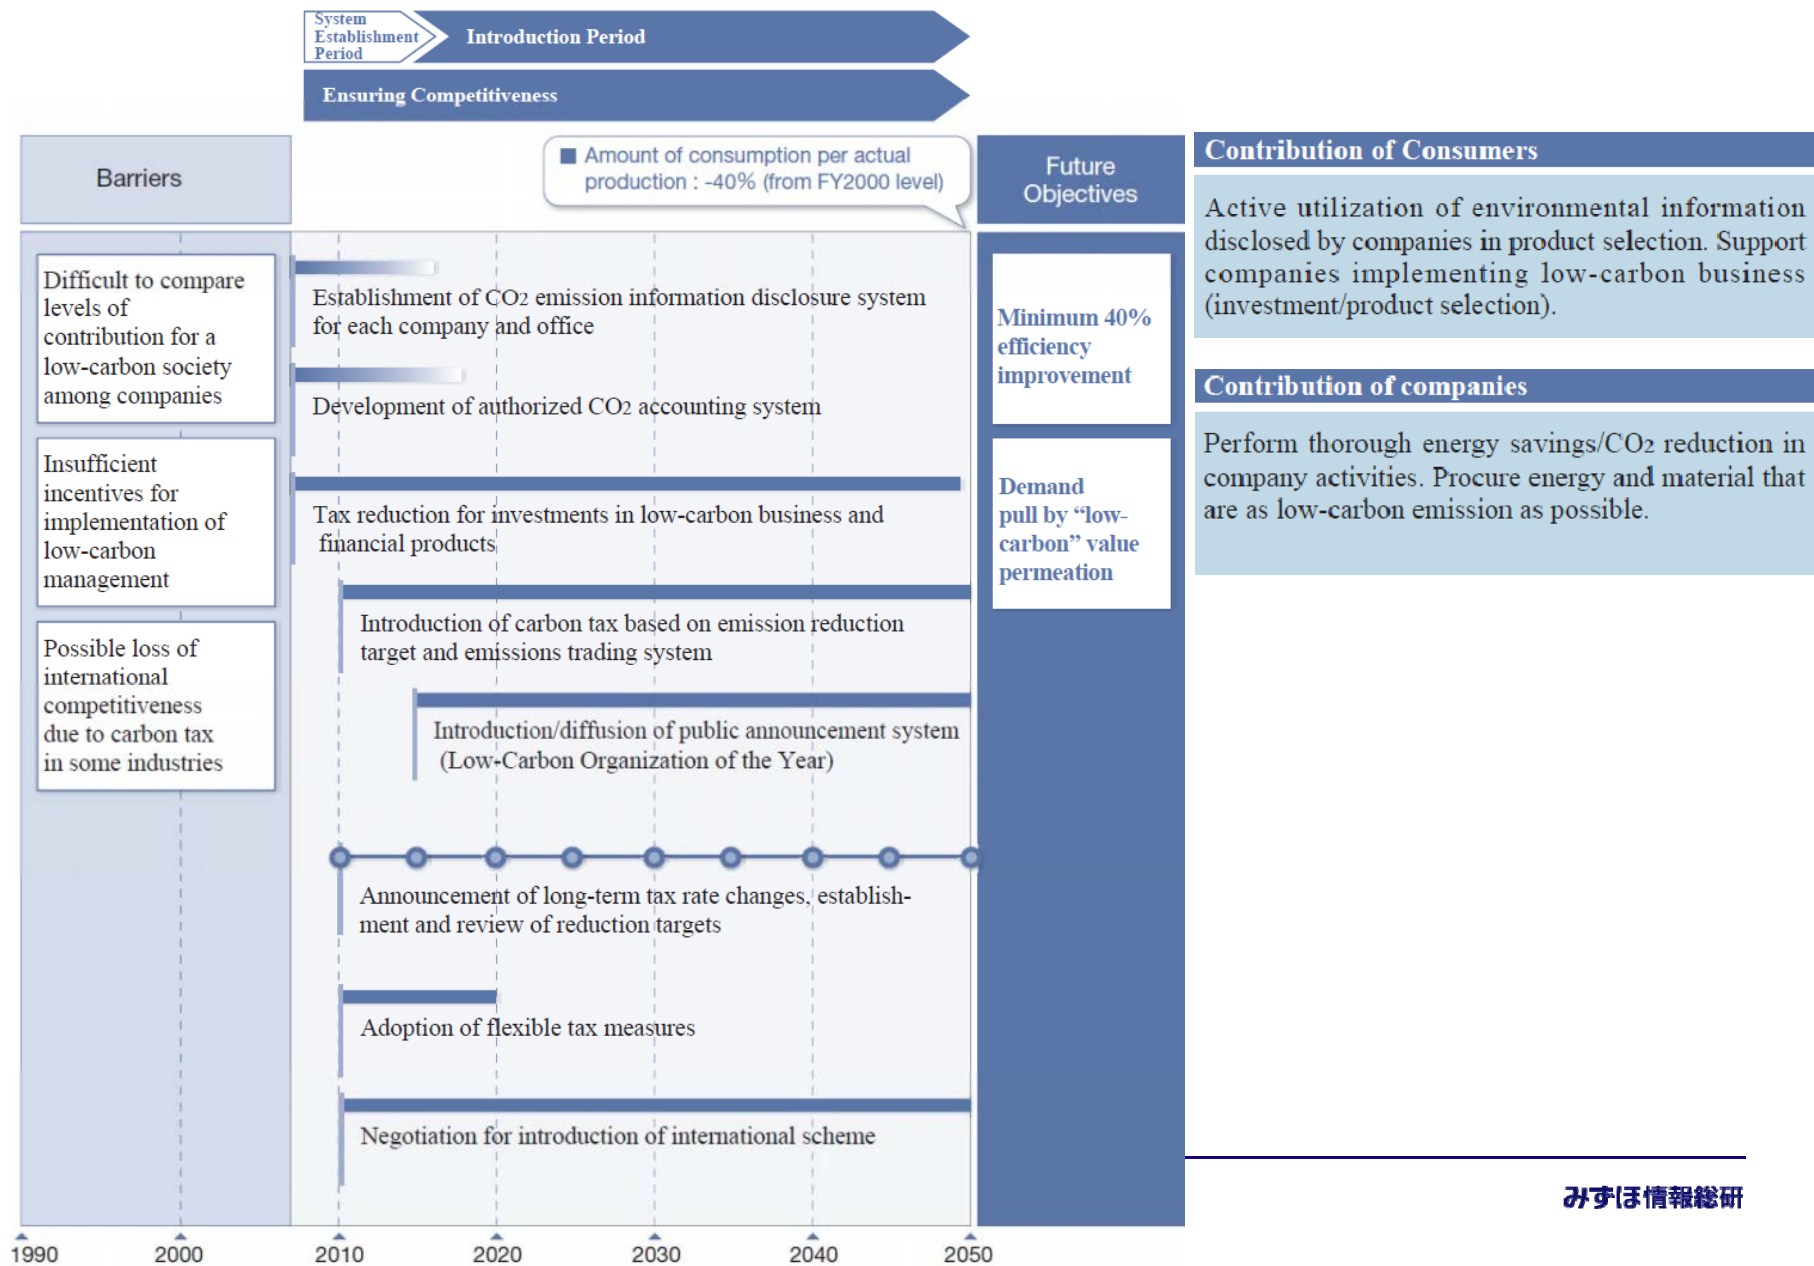 System
Establishment
Period
Introduction Period
Ensuring Competitiveness
Barriers
■ Amount of consumption per actual
production : -40% (from FY2000 level)
Future
Objectives
Difficult to compare
levels of
contribution for a
low-carbon society
among companies
Insufficient
incentives for
implementation of
low-carbon
management
Possible loss of
international
competitiveness
due to carbon tax
in some industries
Establishment of CO2 emission information disclosure system
for each company and office
Development of authorized CO2 accounting system
Tax reduction for investments in low-carbon business and
financial products
Introduction of carbon tax based on emission reduction
target and emissions trading system
Introduction/diffusion of public announcement system
(Low-Carbon Organization of the Year)
Announcement of long-term tax rate changes, establish-
ment and review of reduction targets
Adoption of flexible tax measures
Negotiation for introduction of international scheme
Minimum 40%
efficiency
improvement
Demand
pull by “low-
carbon” value
permeation
1990
2000
2010
2020
2030
2040
2050
Contribution of Consumers
Active utilization of environmental information
disclosed by companies in product selection. Support
companies implementing low-carbon business
(investment/product selection).
Contribution of companies
Perform thorough energy savings/CO2 reduction in
company activities. Procure energy and material that
are as low-carbon emission as possible.
みずほ情報総研